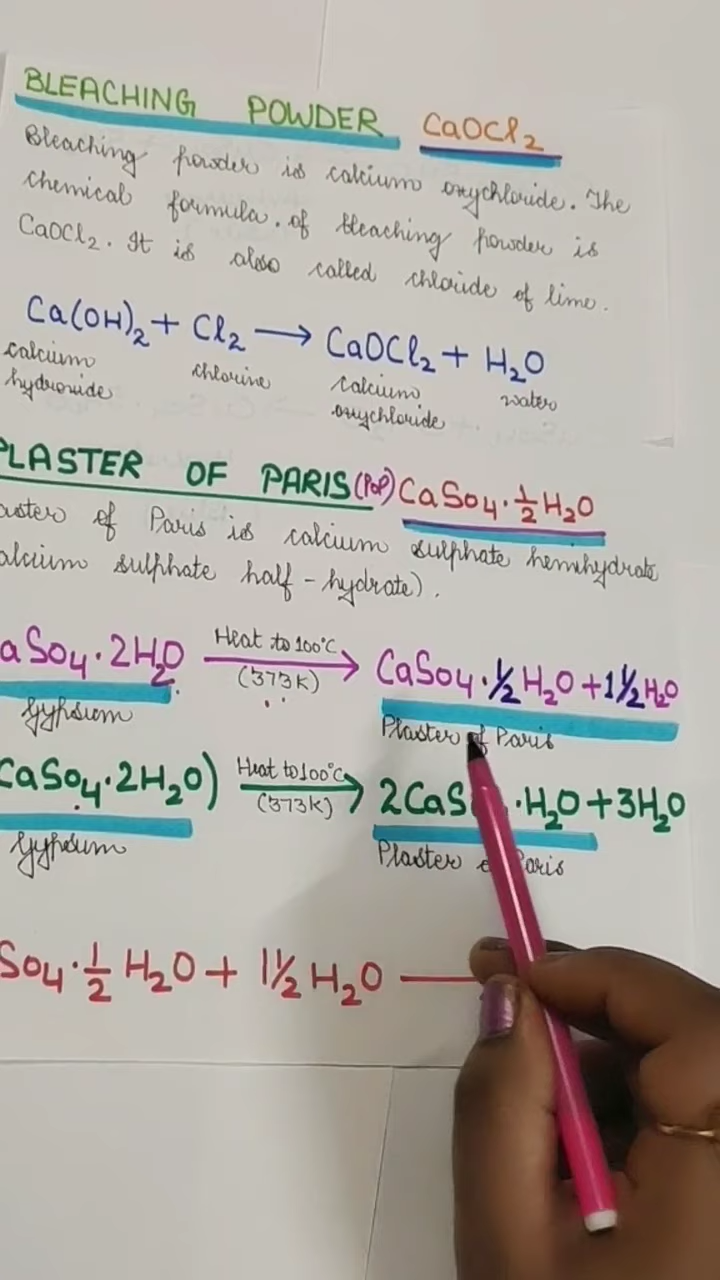 BLEACHING POWDER CaOCl₂
Bleaching powder is calcium oxychloride. The
chemical formula. of bleaching powder is
CaOCl₂. It is also called chloride of lime.
Ca(OH)₂ + Cl₂ ⟶ CaOCl₂ + H₂O
calcium hydroxide chlorine calcium oxychloride water
PLASTER OF PARIS (POP) CaSO₄·½H₂O
aster of Paris is calcium sulphate hemihydrate
alcium sulphate half-hydrate).
aSO₄·2H₂O Heat to 100°C (373K) ⟶ CaSO₄·½H₂O + 1½H₂O
Gypsum Plaster of Paris
CaSO₄·2H₂O) Heat to 100°C (373K) ⟶ 2CaS ·H₂O + 3H₂O
Gypsum Plaster Paris
SO₄·½H₂O + 1½H₂O —